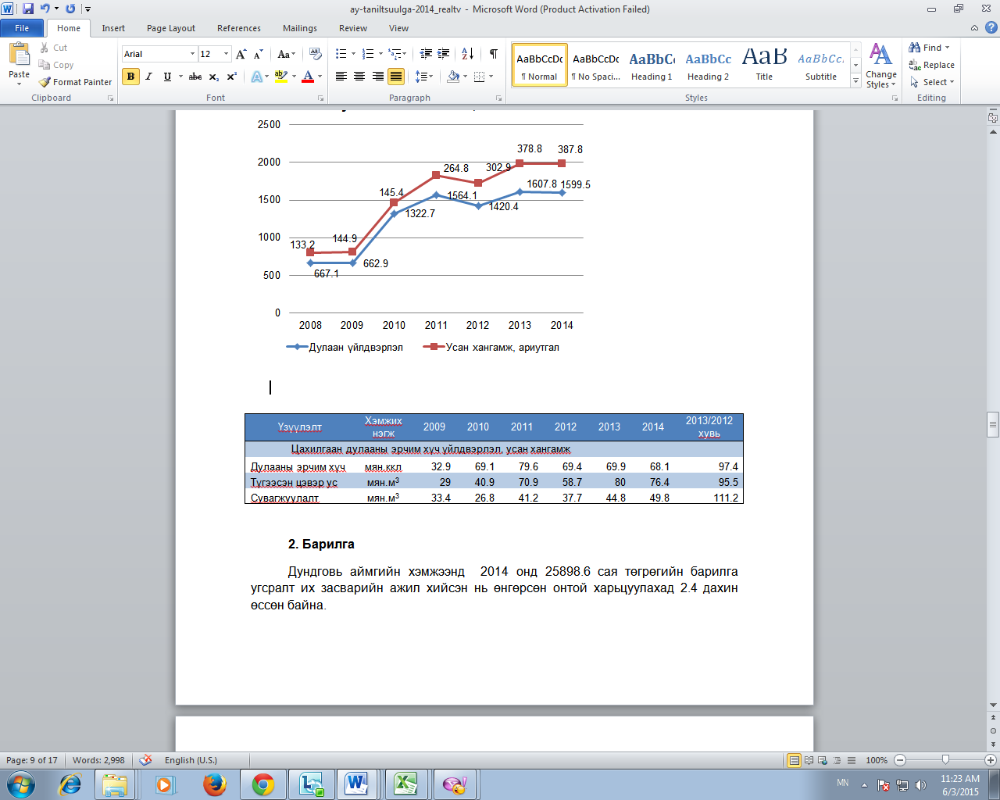 ay-taniltsuulga-2014_realtv - Microsoft Word (Product Activation Failed)
File Home Insert Page Layout References Mailings Review View
Paste
Cut
Copy
Format Painter
Clipboard
Arial 12
Font
Paragraph
AaBbCcDc AaBbCcDc AaBbCc AaBbCc AaB AaBbCc.
¶ Normal ¶ No Spaci... Heading 1 Heading 2 Title Subtitle
Styles
Change Styles
Find
Replace
Select
Editing
2500
2000
1500
1000
500
0
133.2 144.9 145.4 264.8 302.9 378.8 387.8
667.1 662.9 1322.7 1564.1 1420.4 1607.8 1599.5
2008 2009 2010 2011 2012 2013 2014
Дулаан үйлдвэрлэл Усан хангамж, ариутгал
Үзүүлэлт Хэмжих нэгж 2009 2010 2011 2012 2013 2014 2013/2012 хувь
Цахилгаан дулааны эрчим хүч үйлдвэрлэл, усан хангамж
Дулааны эрчим хүч мян.ккл 32.9 69.1 79.6 69.4 69.9 68.1 97.4
Түгээсэн цэвэр ус мян.м³ 29 40.9 70.9 58.7 80 76.4 95.5
Сувагжуулалт мян.м³ 33.4 26.8 41.2 37.7 44.8 49.8 111.2
2. Барилга
Дундговь аймгийн хэмжээнд 2014 онд 25898.6 сая төгрөгийн барилга
угсралт их засварийн ажил хийсэн нь өнгөрсөн онтой харьцуулахад 2.4 дахин
өссөн байна.
Page: 9 of 17 Words: 2,998 English (U.S.) 100%
MN 11:23 AM
6/3/2015